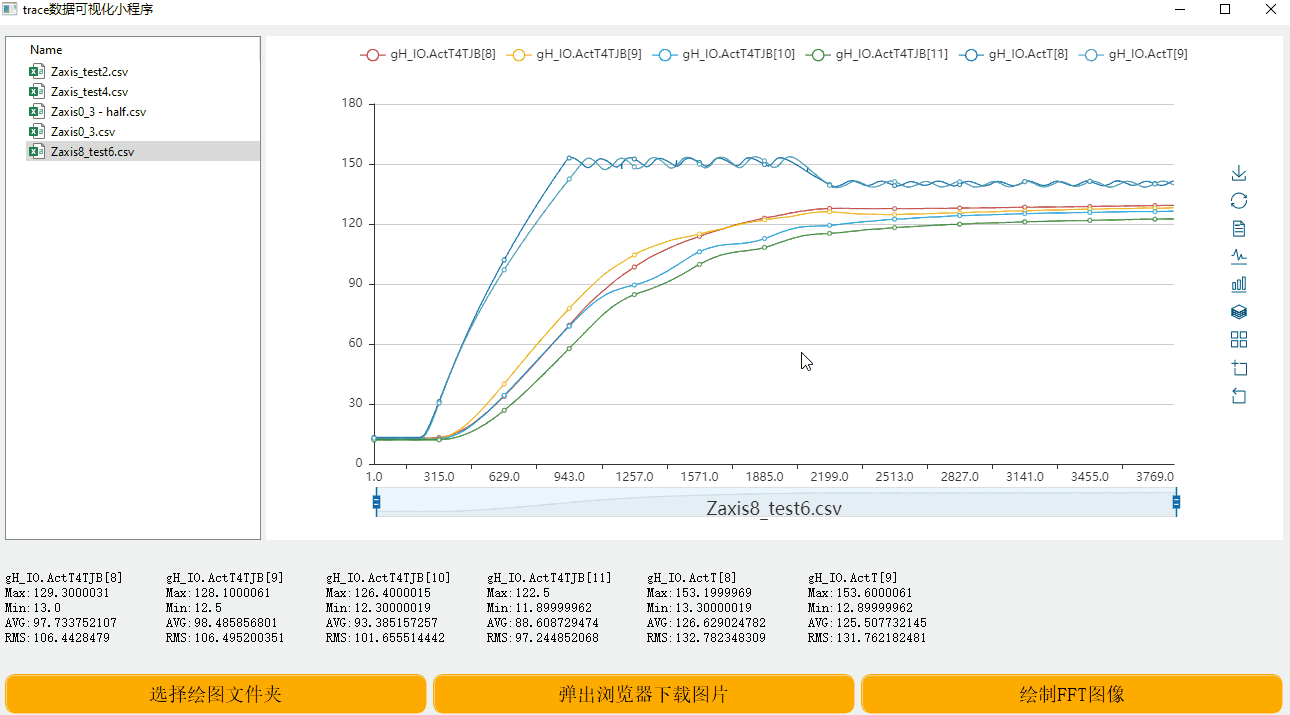 trace数据可视化小程序
Name
Zaxis_test2.csv
Zaxis_test4.csv
Zaxis0_3 - half.csv
Zaxis0_3.csv
Zaxis8_test6.csv
gH_IO.ActT4TJB[8] gH_IO.ActT4TJB[9] gH_IO.ActT4TJB[10] gH_IO.ActT4TJB[11] gH_IO.ActT[8] gH_IO.ActT[9]
180
150
120
90
60
30
0
1.0 315.0 629.0 943.0 1257.0 1571.0 1885.0 2199.0 2513.0 2827.0 3141.0 3455.0 3769.0
Zaxis8_test6.csv
gH_IO.ActT4TJB[8] gH_IO.ActT4TJB[9] gH_IO.ActT4TJB[10] gH_IO.ActT4TJB[11] gH_IO.ActT[8] gH_IO.ActT[9]
Max:129.3000031 Max:128.1000061 Max:126.4000015 Max:122.5 Max:153.1999969 Max:153.6000061
Min:13.0 Min:12.5 Min:12.30000019 Min:11.89999962 Min:13.30000019 Min:12.89999962
AVG:97.733752107 AVG:98.485856801 AVG:93.385157257 AVG:88.608729474 AVG:126.629024782 AVG:125.507732145
RMS:106.4428479 RMS:106.495200351 RMS:101.655514442 RMS:97.244852068 RMS:132.782348309 RMS:131.762182481
选择绘图文件夹 弹出浏览器下载图片 绘制FFT图像